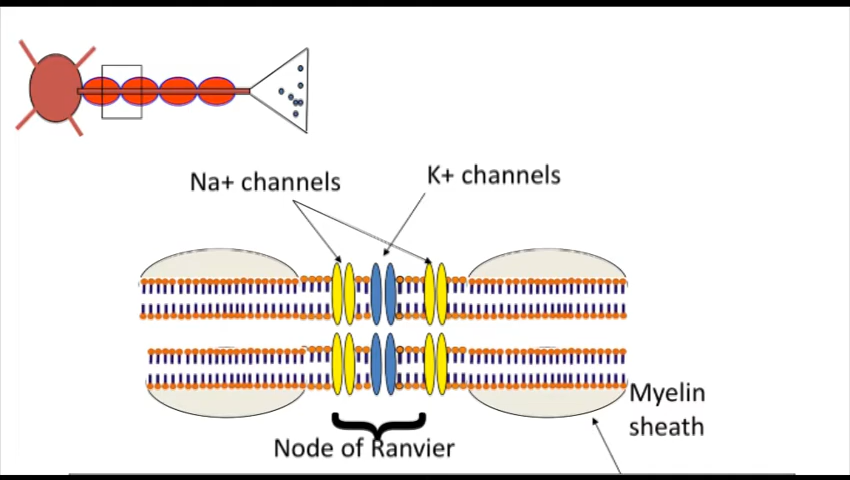 Na+ channels
K+ channels
Myelin
sheath
Node of Ranvier